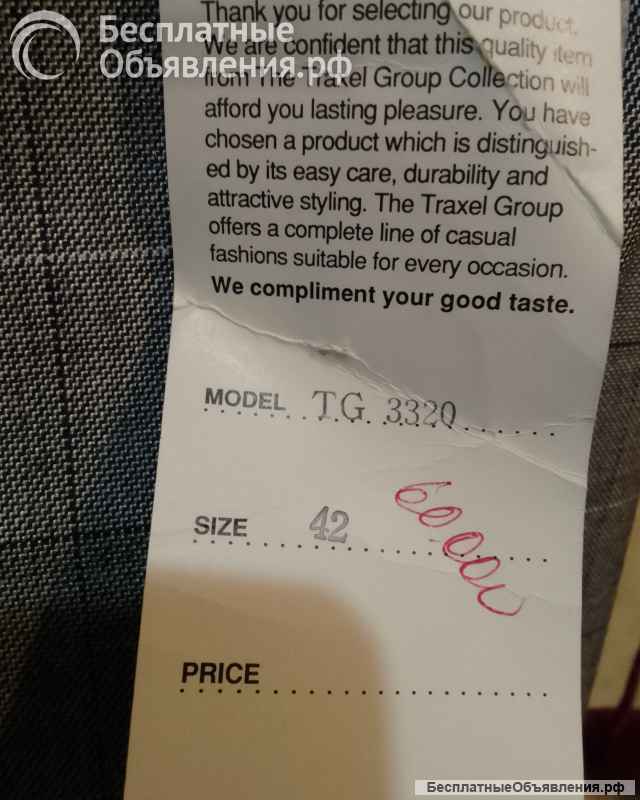 Бесплатные
Объявления.рф
Thank you for selecting our product.
We are confident that this quality item
from The Traxel Group Collection will
afford you lasting pleasure. You have
chosen a product which is distinguish-
ed by its easy care, durability and
attractive styling. The Traxel Group
offers a complete line of casual
fashions suitable for every occasion.
We compliment your good taste.
MODEL TG 3320
SIZE 42
PRICE
БесплатныеОбъявления.рф